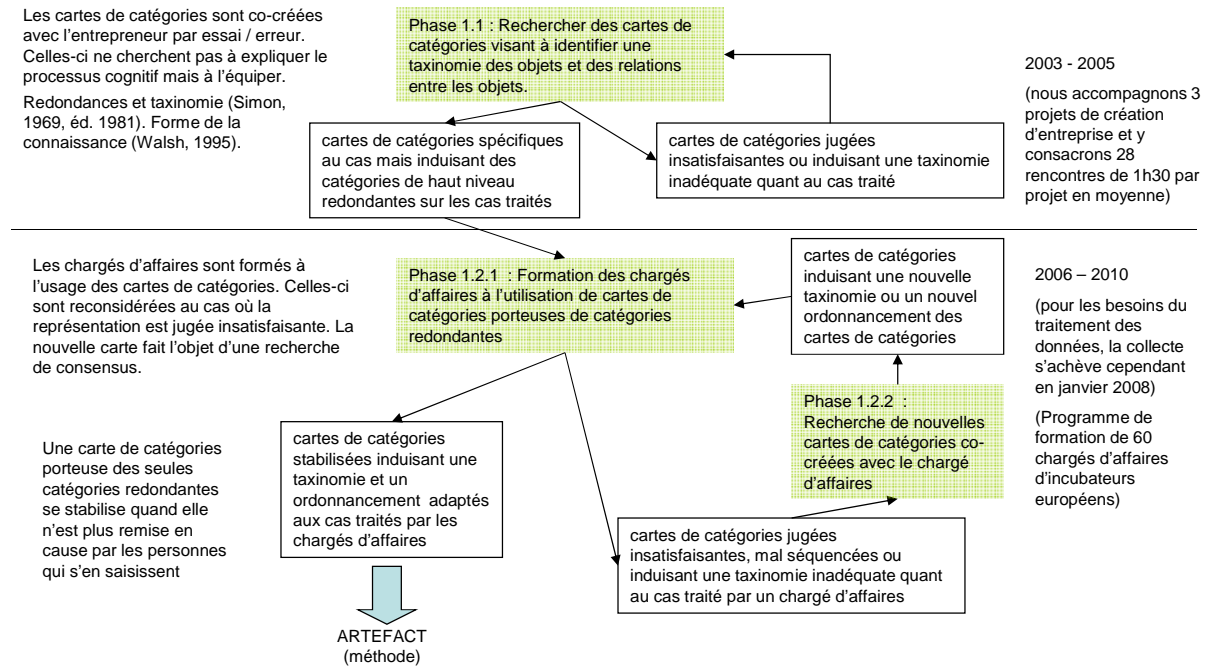 Les cartes de catégories sont co-créées
avec l'entrepreneur par essai / erreur.
Celles-ci ne cherchent pas à expliquer le
processus cognitif mais à l'équiper.
Redondances et taxinomie (Simon,
1969, éd. 1981). Forme de la
connaissance (Walsh, 1995).
Phase 1.1 : Rechercher des cartes de
catégories visant à identifier une
taxinomie des objets et des relations
entre les objets.
2003 - 2005
(nous accompagnons 3
projets de création
d'entreprise et y
consacrons 28
rencontres de 1h30 par
projet en moyenne)
cartes de catégories spécifiques
au cas mais induisant des
catégories de haut niveau
redondantes sur les cas traités
cartes de catégories jugées
insatisfaisantes ou induisant une taxinomie
inadéquate quant au cas traité
Les chargés d'affaires sont formés à
l'usage des cartes de catégories. Celles-ci
sont reconsidérées au cas où la
représentation est jugée insatisfaisante. La
nouvelle carte fait l'objet d'une recherche
de consensus.
Phase 1.2.1 : Formation des chargés
d'affaires à l'utilisation de cartes de
catégories porteuses de catégories
redondantes
cartes de catégories
induisant une nouvelle
taxinomie ou un nouvel
ordonnancement des
cartes de catégories
2006 – 2010
(pour les besoins du
traitement des
données, la collecte
s'achève cependant
en janvier 2008)
(Programme de
formation de 60
chargés d'affaires
d'incubateurs
européens)
Phase 1.2.2 :
Recherche de nouvelles
cartes de catégories co-
créées avec le chargé
d'affaires
Une carte de catégories
porteuse des seules
catégories redondantes
se stabilise quand elle
n'est plus remise en
cause par les personnes
qui s'en saisissent
cartes de catégories
stabilisées induisant une
taxinomie et un
ordonnancement adaptés
aux cas traités par les
chargés d'affaires
cartes de catégories jugées
insatisfaisantes, mal séquencées ou
induisant une taxinomie inadéquate quant
au cas traité par un chargé d'affaires
ARTEFACT
(méthode)